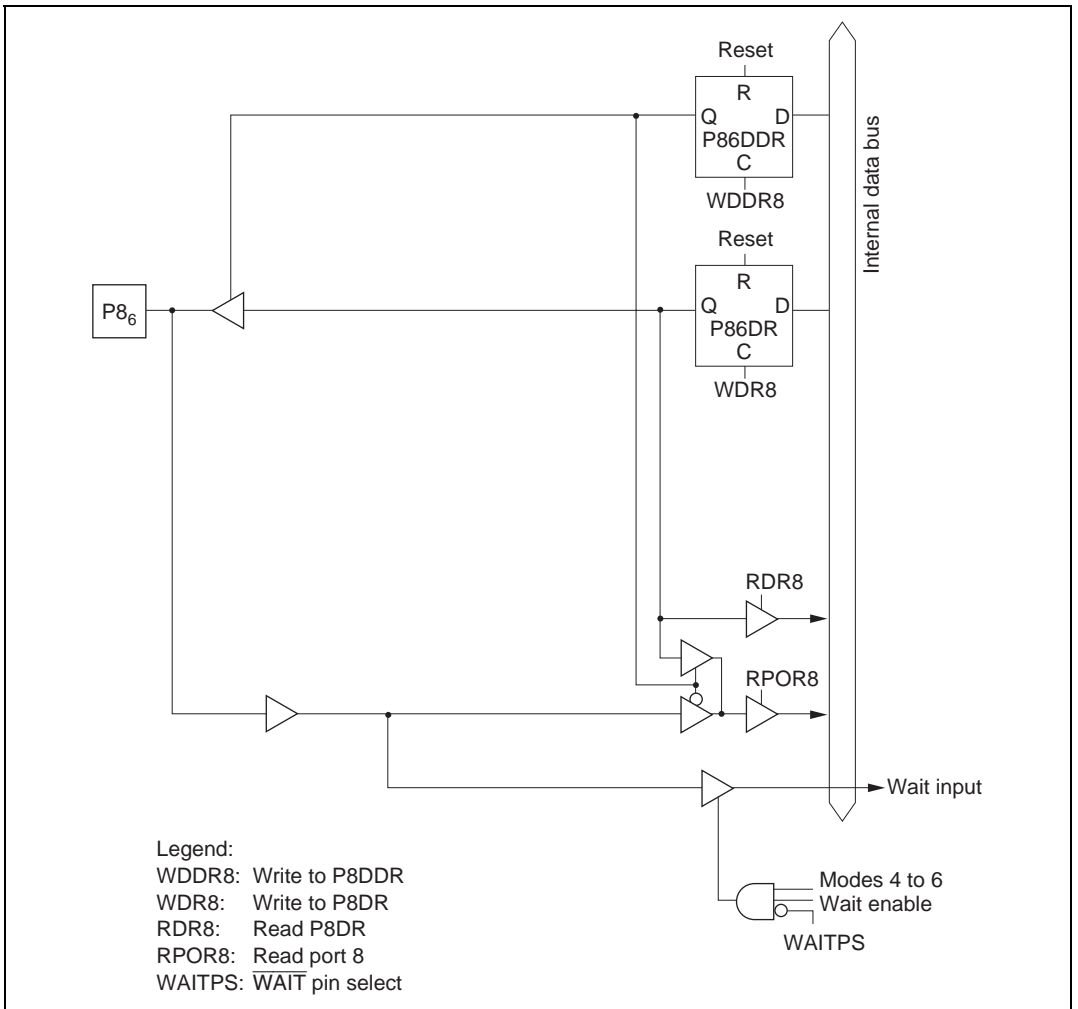 Reset
R
Q D
P86DDR
C
WDDR8
Internal data bus
Reset
R
Q D
P86DR
C
WDR8
P8₆
RDR8
RPOR8
Wait input
Modes 4 to 6
Wait enable
WAITPS
Legend:
WDDR8: Write to P8DDR
WDR8: Write to P8DR
RDR8: Read P8DR
RPOR8: Read port 8
WAITPS: W̅A̅I̅T̅ pin select